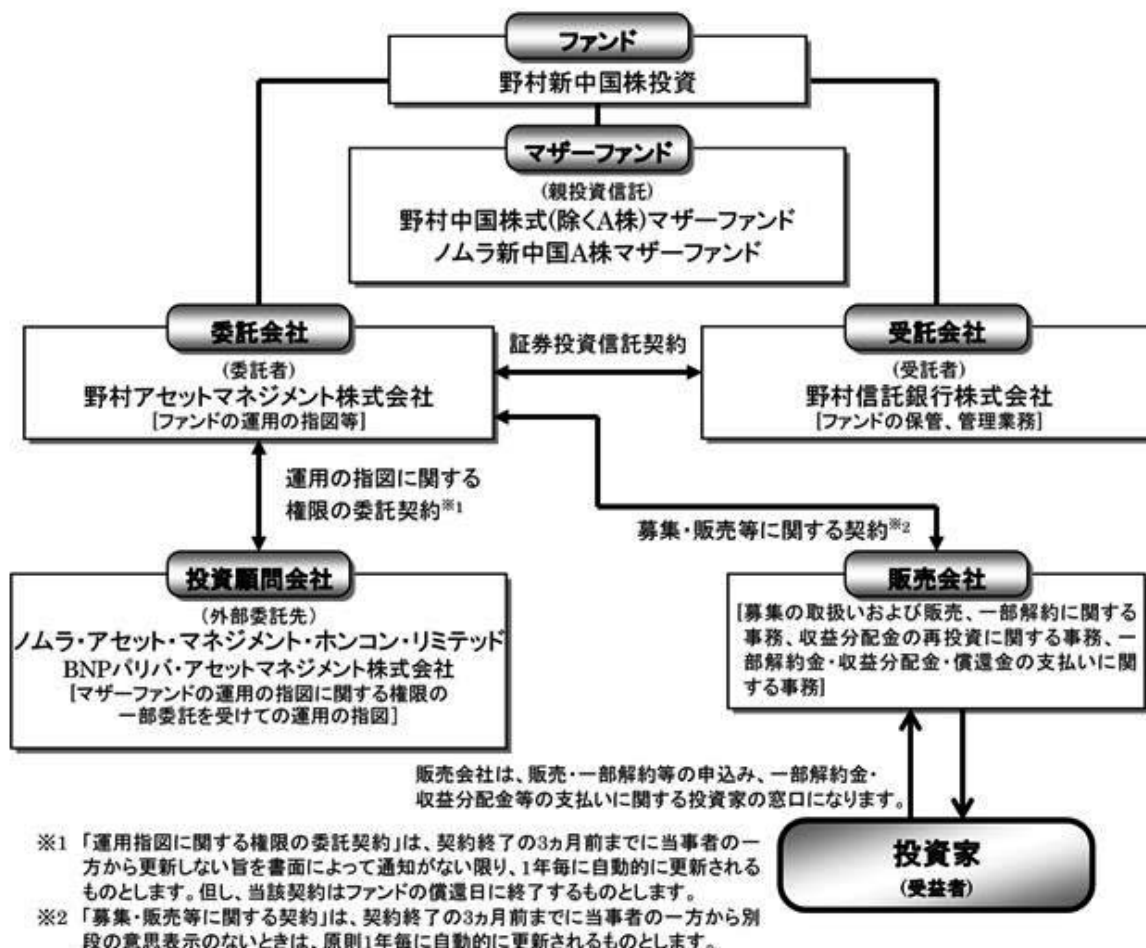 ファンド
野村新中国株投資
マザーファンド
(親投資信託)
野村中国株式(除くA株)マザーファンド
ノムラ新中国A株マザーファンド
委託会社
(委託者)
野村アセットマネジメント株式会社
[ファンドの運用の指図等]
証券投資信託契約
受託会社
(受託者)
野村信託銀行株式会社
[ファンドの保管、管理業務]
運用の指図に関する
権限の委託契約※1
募集・販売等に関する契約※2
投資顧問会社
(外部委託先)
ノムラ・アセット・マネジメント・ホンコン・リミテッド
BNPパリバ・アセットマネジメント株式会社
[マザーファンドの運用の指図に関する権限の
一部委託を受けての運用の指図]
販売会社
[募集の取扱いおよび販売、一部解約に関する
事務、収益分配金の再投資に関する事務、一
部解約金・収益分配金・償還金の支払いに関
する事務]
販売会社は、販売・一部解約等の申込み、一部解約金・
収益分配金等の支払いに関する投資家の窓口になります。
投資家
(受益者)
※1 「運用指図に関する権限の委託契約」は、契約終了の3ヵ月前までに当事者の一
方から更新しない旨を書面によって通知がない限り、1年毎に自動的に更新される
ものとします。但し、当該契約はファンドの償還日に終了するものとします。
※2 「募集・販売等に関する契約」は、契約終了の3ヵ月前までに当事者の一方から別
段の意思表示のないときは、原則1年毎に自動的に更新されるものとします。